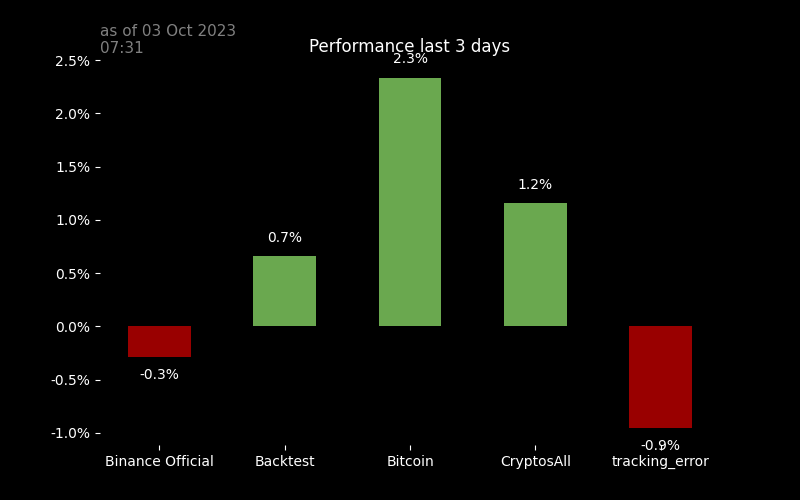 as of 03 Oct 2023
07:31
Performance last 3 days
2.5%
2.0%
1.5%
1.0%
0.5%
0.0%
-0.5%
-1.0%
-0.3%
0.7%
2.3%
1.2%
-0.9%
Binance Official
Backtest
Bitcoin
CryptosAll
tracking_error